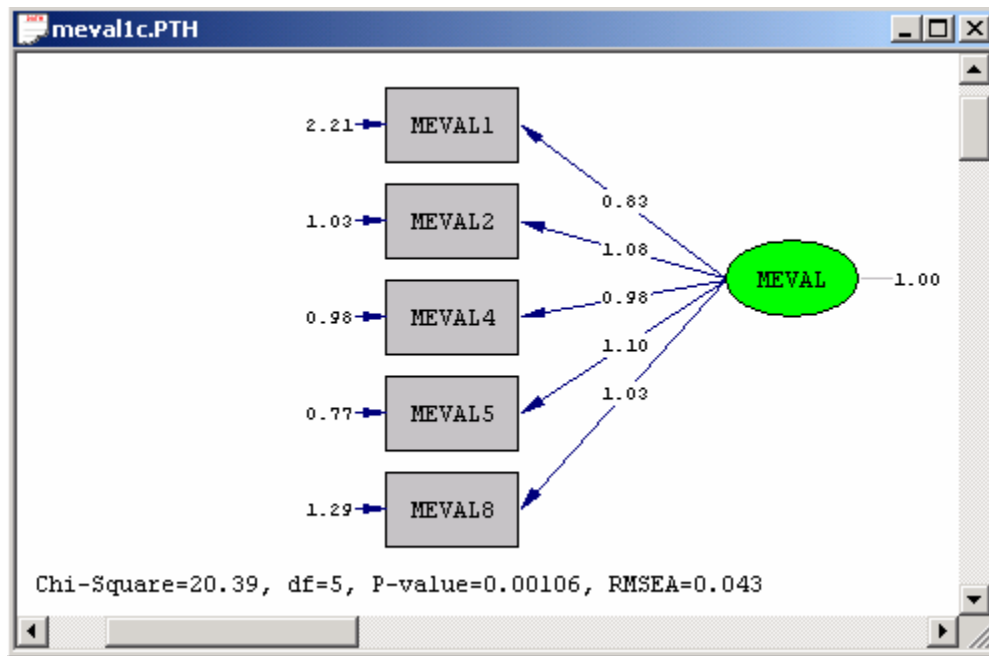 meval1c.PTH
2.21 MEVAL1
0.83
1.03 MEVAL2
1.08
MEVAL 1.00
0.98 MEVAL4
0.98
1.10
0.77 MEVAL5
1.03
1.29 MEVAL8
Chi-Square=20.39, df=5, P-value=0.00106, RMSEA=0.043